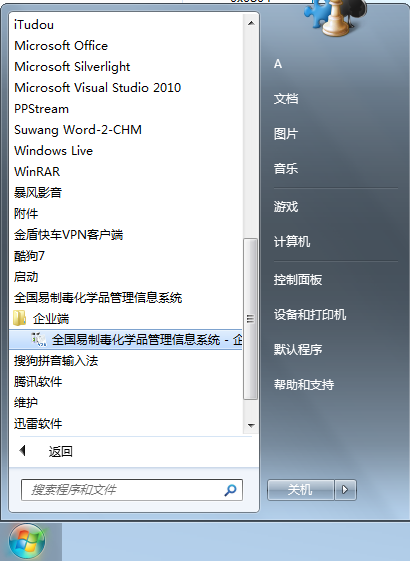 iTudou
Microsoft Office
Microsoft Silverlight
Microsoft Visual Studio 2010
PPStream
Suwang Word-2-CHM
Windows Live
WinRAR
暴风影音
附件
金盾快车VPN客户端
酷狗7
启动
全国易制毒化学品管理信息系统
企业端
全国易制毒化学品管理信息系统 - 企
搜狗拼音输入法
腾讯软件
维护
迅雷软件
返回
搜索程序和文件
A
文档
图片
音乐
游戏
计算机
控制面板
设备和打印机
默认程序
帮助和支持
关机